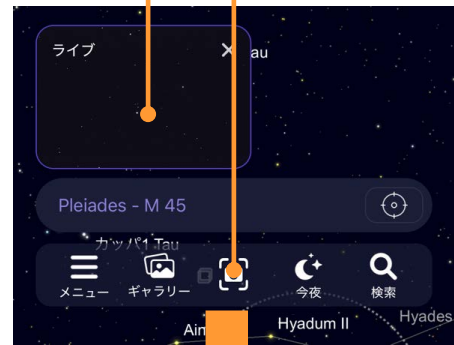 ライブ
au
Pleiades - M 45
カッパ1 Tau
メニュー
ギャラリー
今夜
検索
Ain
Hyadum II
Hyades